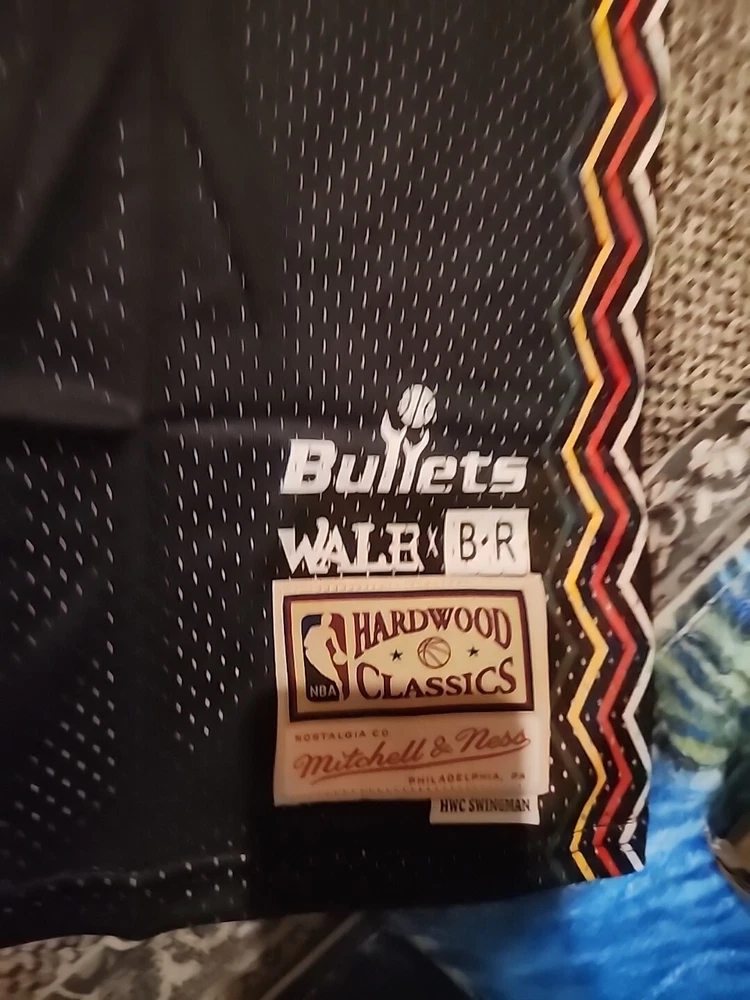 Bullets
WALE x B·R
HARDWOOD
NBA
CLASSICS
NOSTALGIA CO
Mitchell & Ness
PHILADELPHIA, PA
HWC SWINGMAN